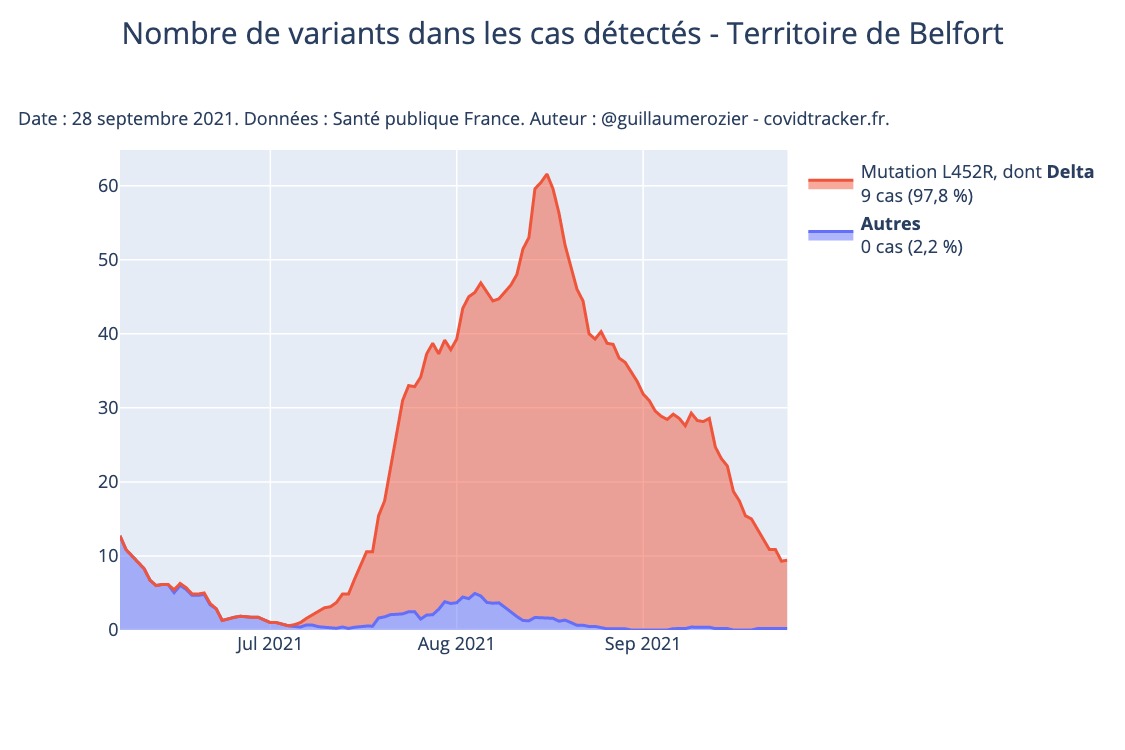 Nombre de variants dans les cas détectés - Territoire de Belfort
Date : 28 septembre 2021. Données : Santé publique France. Auteur : @guillaumerozier - covidtracker.fr.
Mutation L452R, dont Delta
9 cas (97,8 %)
Autres
0 cas (2,2 %)
60
50
40
30
20
10
0
Jul 2021
Aug 2021
Sep 2021